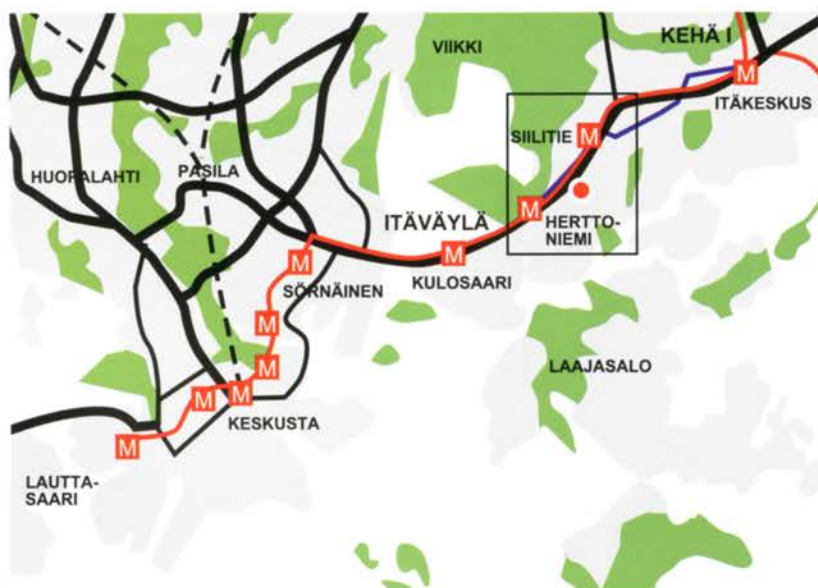 VIIKKI
KEHÄ I
ITÄKESKUS
SIILITIE
M
M
HUOPALAHTI
PASILA
M
HERTTO-
NIEMI
ITÄVÄYLÄ
M
KULOSAARI
M
SÖRNÄINEN
M
M
LAAJASALO
M
M
KESKUSTA
M
LAUTTA-
SAARI